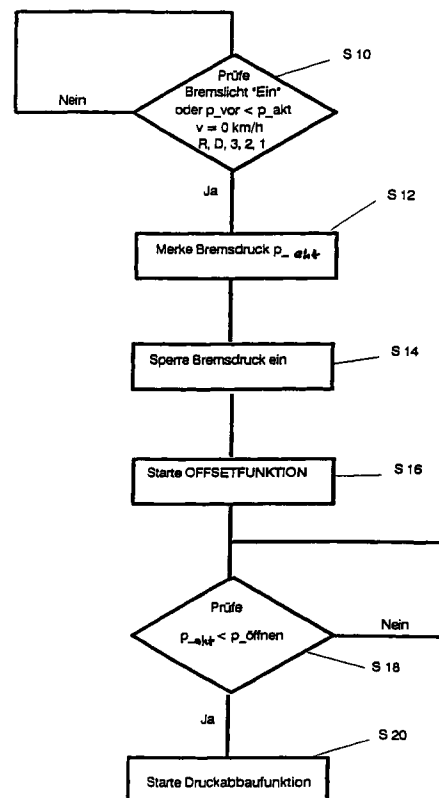 S 10
Prüfe
Bremslicht "Ein"
oder p_vor < p_akt
v = 0 km/h
R, D, 3, 2, 1
Nein
Ja
S 12
Merke Bremsdruck p_akt
S 14
Sperre Bremsdruck ein
S 16
Starte OFFSETFUNKTION
Prüfe
p_akt < p_öffnen
Nein
S 18
Ja
S 20
Starte Druckabbaufunktion